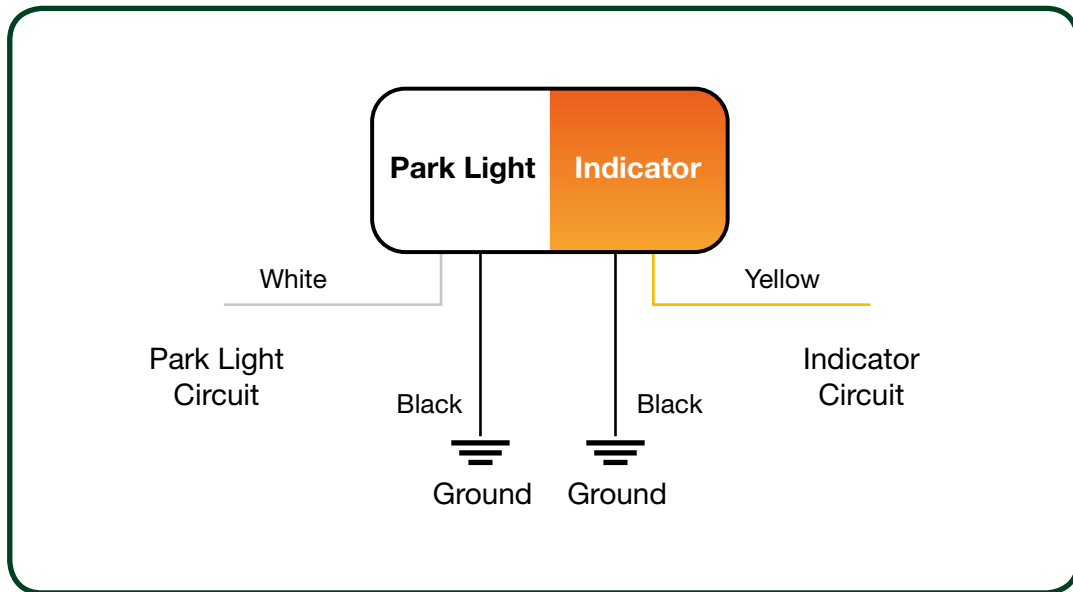 Park Light
Indicator
White
Yellow
Park Light
Circuit
Indicator
Circuit
Black
Black
Ground
Ground